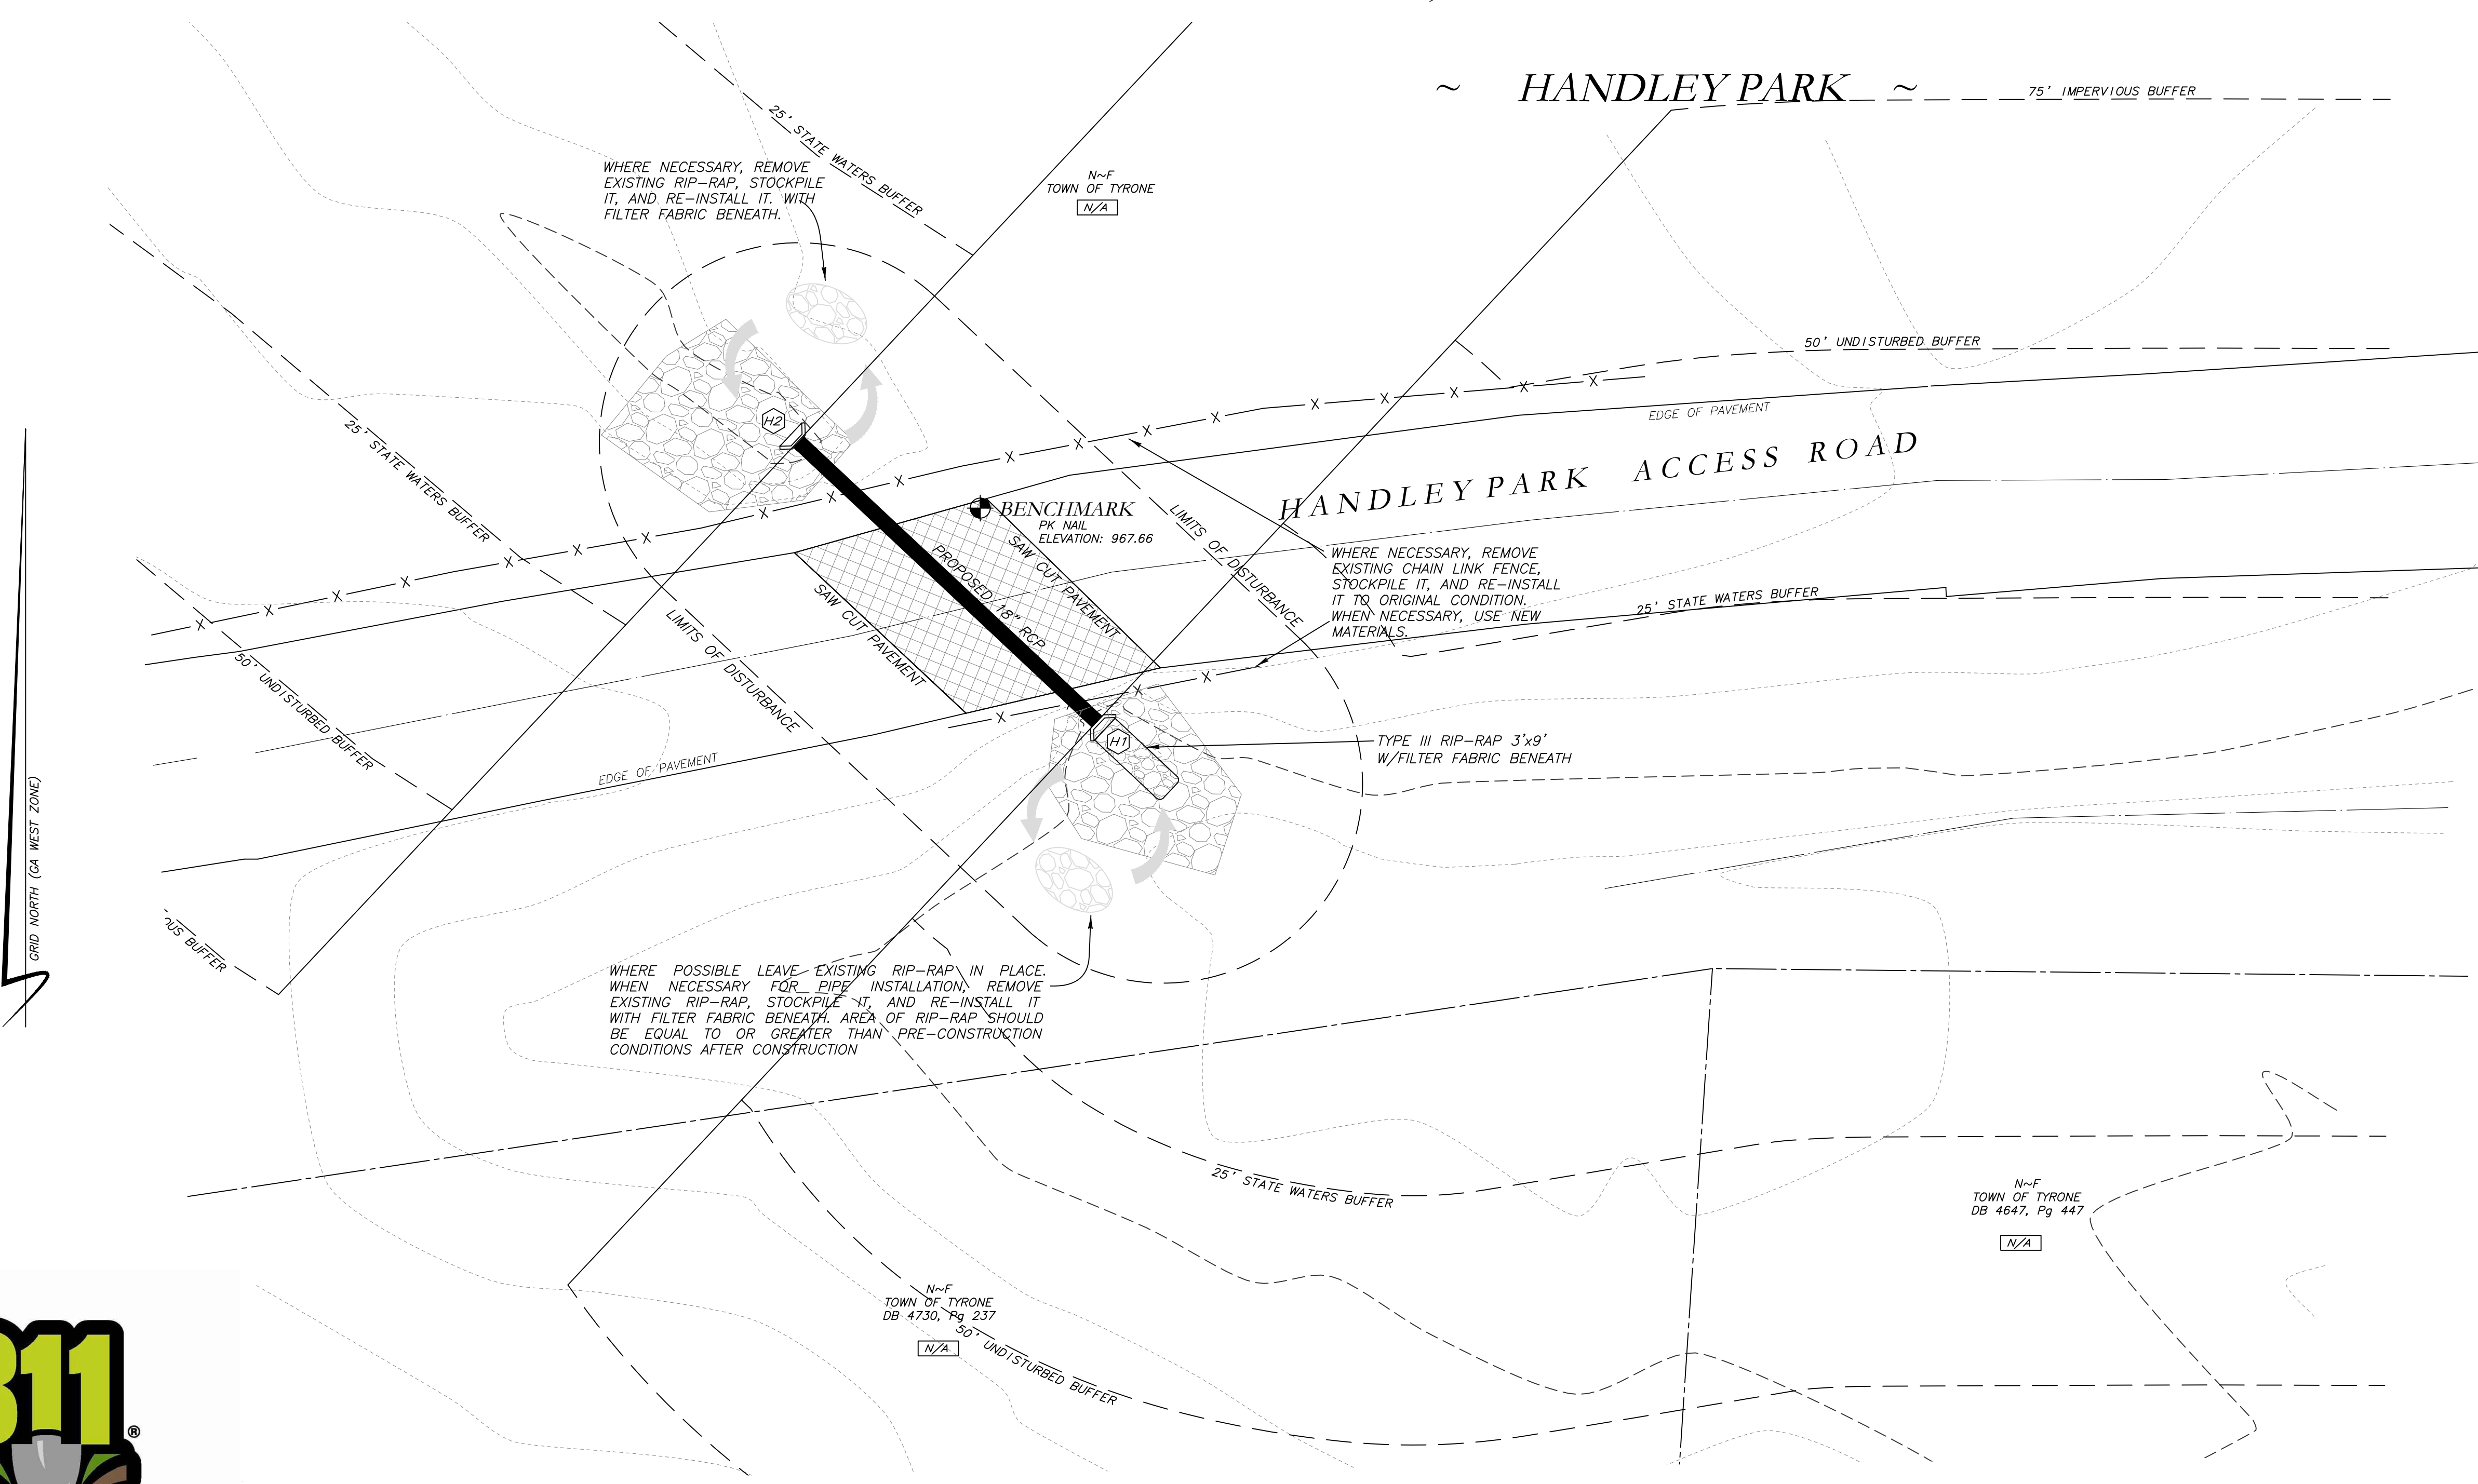 ~ HANDLEY PARK ~
75' IMPERVIOUS BUFFER
25' STATE WATERS BUFFER
WHERE NECESSARY, REMOVE
EXISTING RIP-RAP, STOCKPILE
IT, AND RE-INSTALL IT. WITH
FILTER FABRIC BENEATH.
N~F
TOWN OF TYRONE
N/A
50' UNDISTURBED BUFFER
EDGE OF PAVEMENT
HANDLEY PARK ACCESS ROAD
H2
25' STATE WATERS BUFFER
BENCHMARK
PK NAIL
ELEVATION: 967.66
LIMITS OF DISTURBANCE
SAW CUT PAVEMENT
PROPOSED 18" RCP
SAW CUT PAVEMENT
LIMITS OF DISTURBANCE
WHERE NECESSARY, REMOVE
EXISTING CHAIN LINK FENCE,
STOCKPILE IT, AND RE-INSTALL
IT TO ORIGINAL CONDITION.
WHEN NECESSARY, USE NEW
MATERIALS.
25' STATE WATERS BUFFER
50' UNDISTURBED BUFFER
EDGE OF PAVEMENT
H1
TYPE III RIP-RAP 3'x9'
W/FILTER FABRIC BENEATH
GRID NORTH (GA WEST ZONE)
OUS BUFFER
WHERE POSSIBLE LEAVE EXISTING RIP-RAP IN PLACE.
WHEN NECESSARY FOR PIPE INSTALLATION, REMOVE
EXISTING RIP-RAP, STOCKPILE IT, AND RE-INSTALL IT
WITH FILTER FABRIC BENEATH. AREA OF RIP-RAP SHOULD
BE EQUAL TO OR GREATER THAN PRE-CONSTRUCTION
CONDITIONS AFTER CONSTRUCTION
25' STATE WATERS BUFFER
N~F
TOWN OF TYRONE
DB 4647, Pg 447
N/A
N~F
TOWN OF TYRONE
DB 4730, Pg 237
N/A
50' UNDISTURBED BUFFER
811
®